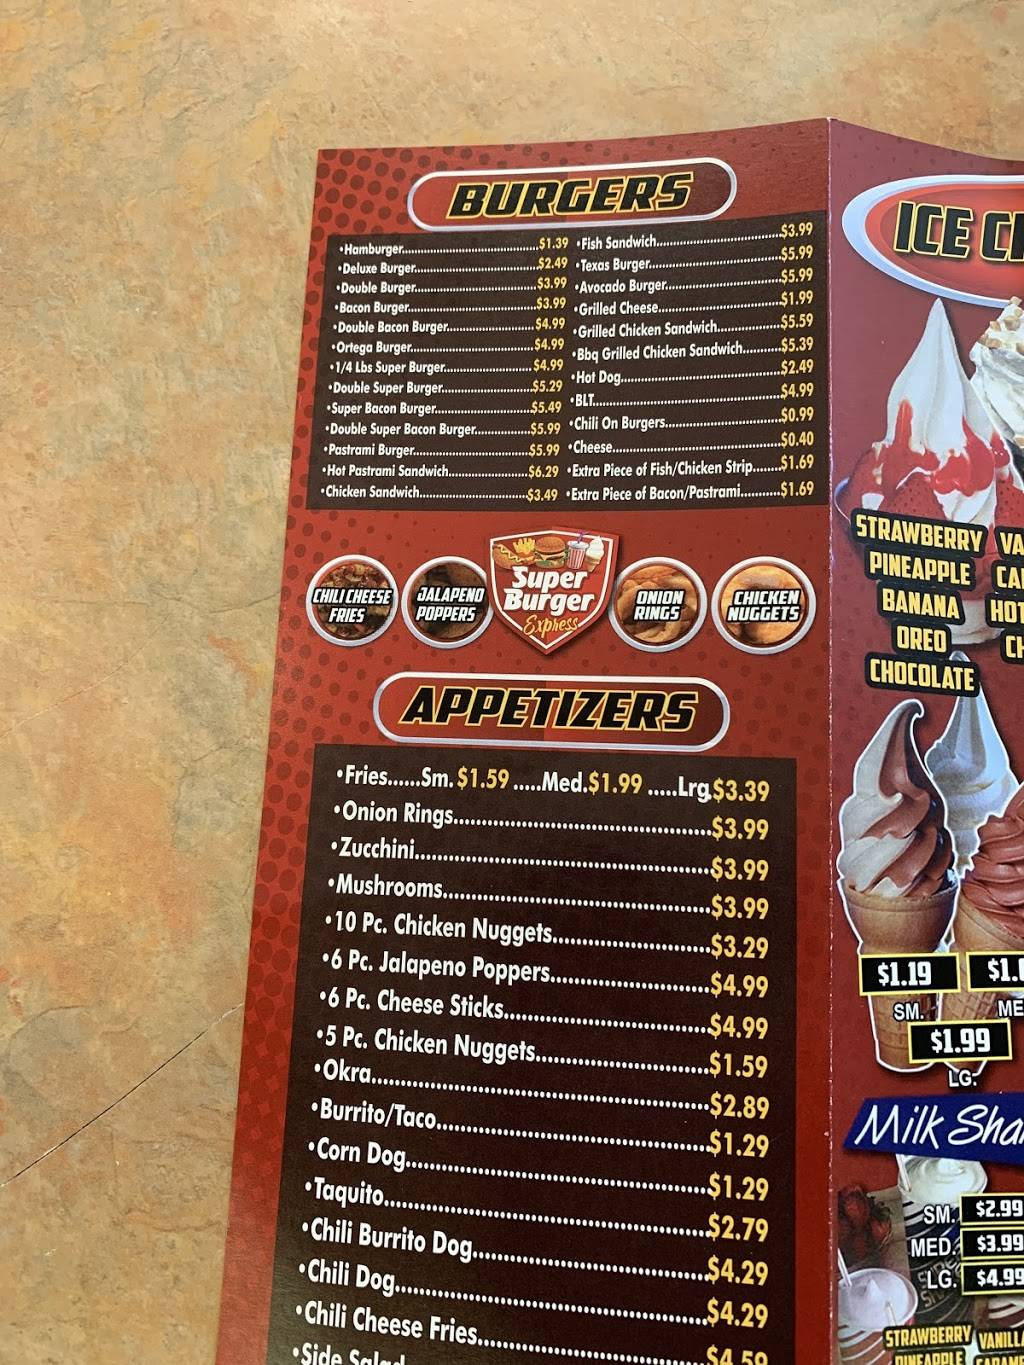 BURGERS
•Hamburger....$1.39
•Deluxe Burger....$2.49
•Double Burger....$3.99
•Bacon Burger....$3.99
•Double Bacon Burger....$4.99
•Ortega Burger....$4.99
•1/4 Lbs Super Burger....$4.99
•Double Super Burger....$5.29
•Super Bacon Burger....$5.49
•Double Super Bacon Burger....$5.99
•Pastrami Burger....$5.99
•Hot Pastrami Sandwich....$6.29
•Chicken Sandwich....$3.49
•Fish Sandwich....$3.99
•Texas Burger....$5.99
•Avocado Burger....$5.99
•Grilled Cheese....$1.99
•Grilled Chicken Sandwich....$5.59
•Bbq Grilled Chicken Sandwich....$5.39
•Hot Dog....$2.49
•BLT....$4.99
•Chili On Burgers....$0.99
•Cheese....$0.40
•Extra Piece of Fish/Chicken Strip....$1.69
•Extra Piece of Bacon/Pastrami....$1.69
CHILI CHEESE
FRIES
JALAPENO
POPPERS
Super
Burger
Express
ONION
RINGS
CHICKEN
NUGGETS
APPETIZERS
•Fries......Sm. $1.59 .....Med.$1.99 .....Lrg.$3.39
•Onion Rings....$3.99
•Zucchini....$3.99
•Mushrooms....$3.99
•10 Pc. Chicken Nuggets....$3.29
•6 Pc. Jalapeno Poppers....$4.99
•6 Pc. Cheese Sticks....$4.99
•5 Pc. Chicken Nuggets....$1.59
•Okra....$2.89
•Burrito/Taco....$1.29
•Corn Dog....$1.29
•Taquito....$2.79
•Chili Burrito Dog....$4.29
•Chili Dog....$4.29
•Chili Cheese Fries....$4.59
•Side Salad
ICE
STRAWBERRY
PINEAPPLE
BANANA
OREO
CHOCOLATE
HOT
$1.19
SM.
$1.99
LG.
Milk Sha
SM. $2.99
MED. $3.99
LG. $4.99
STRAWBERRY VANILL
PINEAPPLE